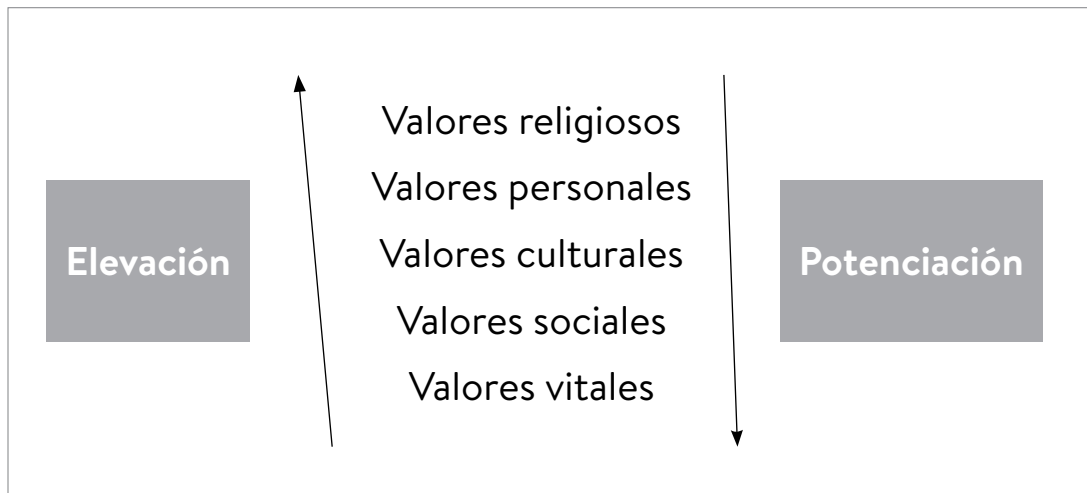 Valores religiosos
Valores personales
Valores culturales
Valores sociales
Valores vitales
Elevación
Potenciación